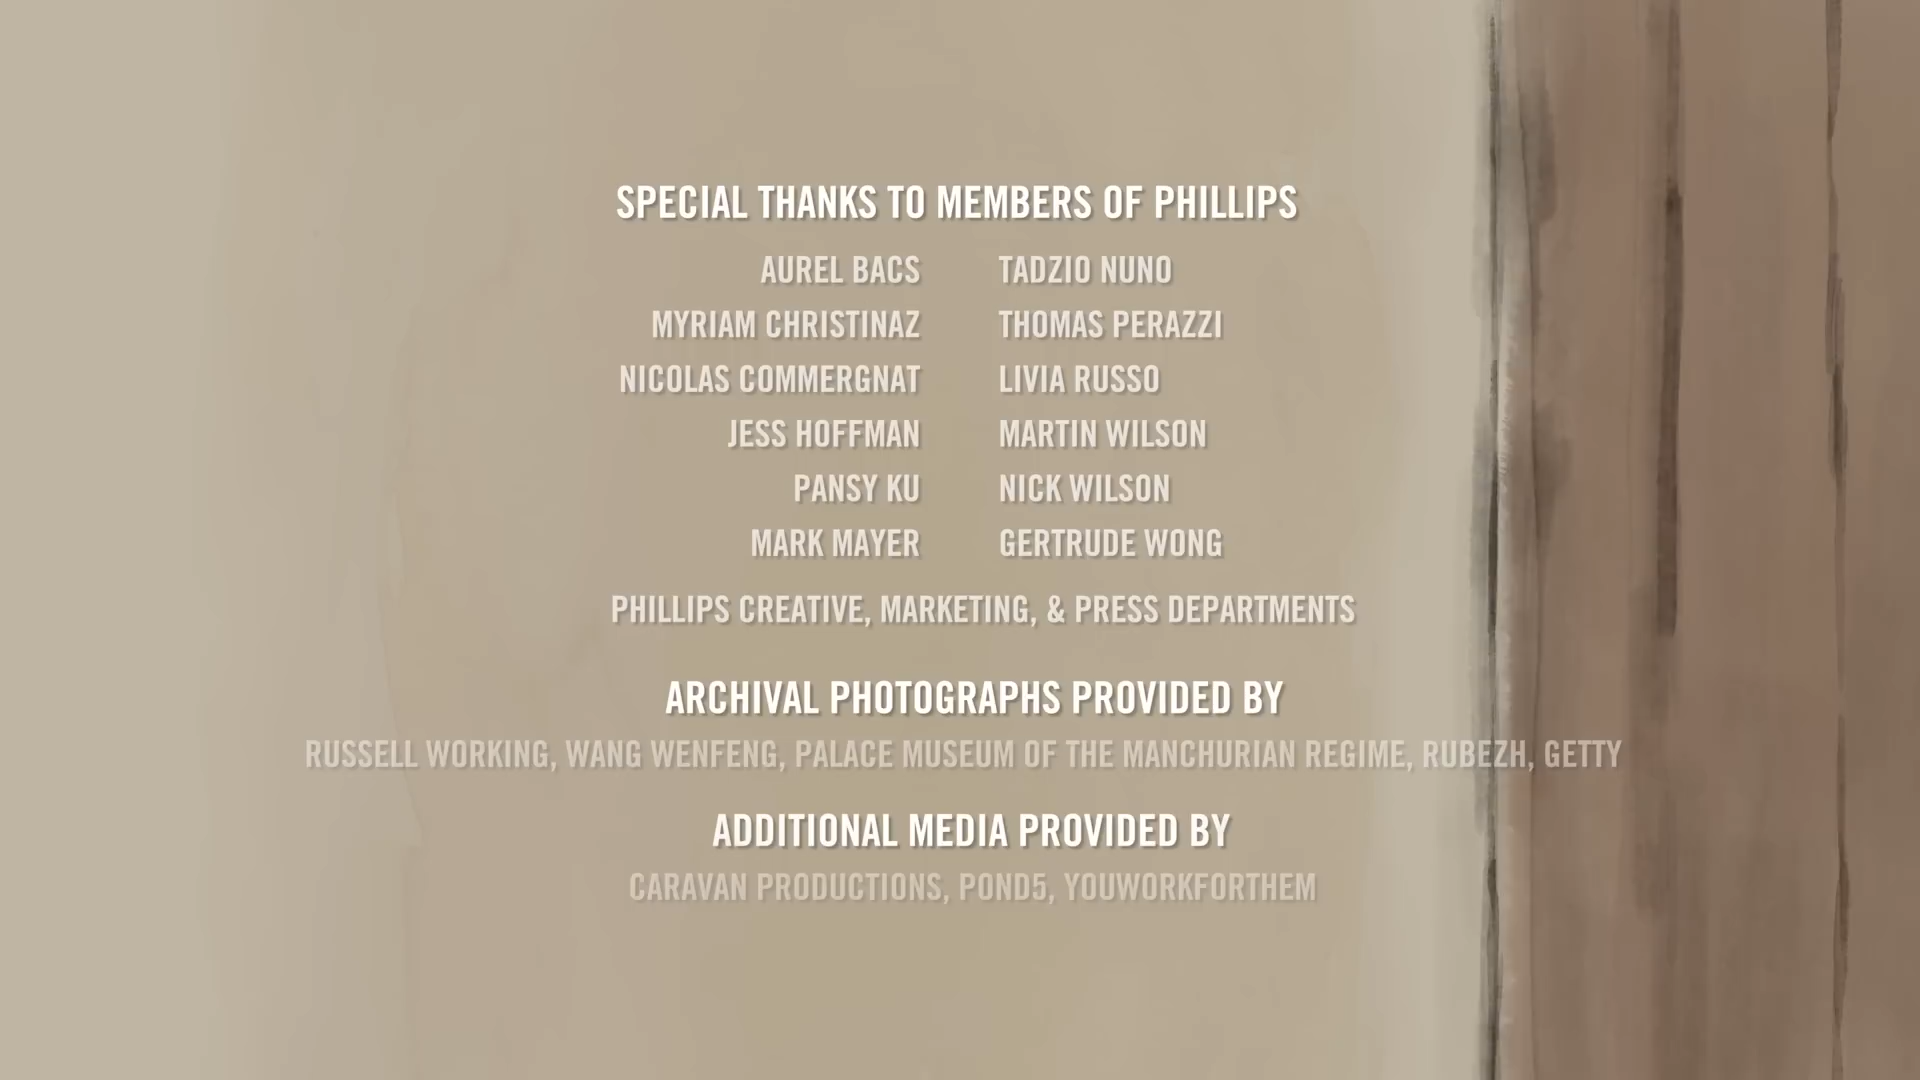 SPECIAL THANKS TO MEMBERS OF PHILLIPS
AUREL BACS TADZIO NUNO
MYRIAM CHRISTINAZ THOMAS PERAZZI
NICOLAS COMMERGNAT LIVIA RUSSO
JESS HOFFMAN MARTIN WILSON
PANSY KU NICK WILSON
MARK MAYER GERTRUDE WONG
PHILLIPS CREATIVE, MARKETING, & PRESS DEPARTMENTS
ARCHIVAL PHOTOGRAPHS PROVIDED BY
RUSSELL WORKING, WANG WENFENG, PALACE MUSEUM OF THE MANCHURIAN REGIME, RUBEZH, GETTY
ADDITIONAL MEDIA PROVIDED BY
CARAVAN PRODUCTIONS, POND5, YOUWORKFORTHEM